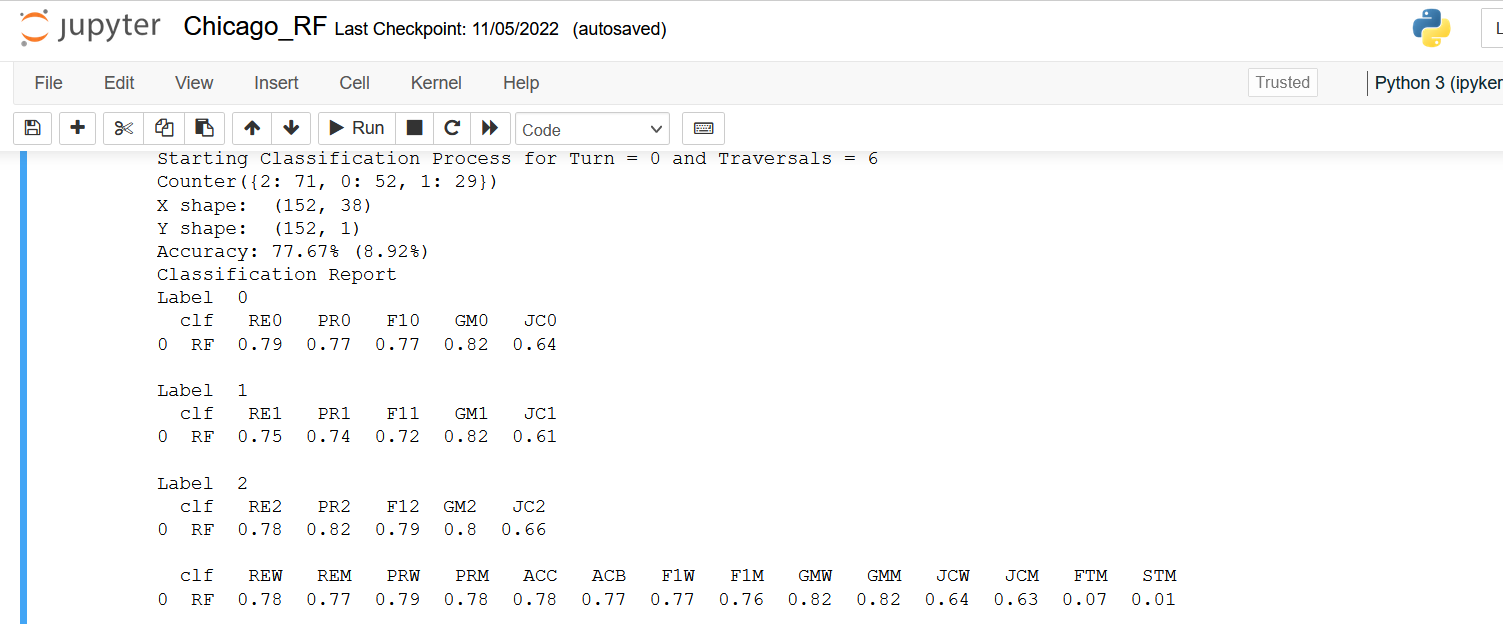 jupyter Chicago_RF Last Checkpoint: 11/05/2022 (autosaved)
File Edit View Insert Cell Kernel Help Trusted Python 3 (ipyker
Run Code
Starting Classification Process for Turn = 0 and Traversals = 6
Counter({2: 71, 0: 52, 1: 29})
X shape: (152, 38)
Y shape: (152, 1)
Accuracy: 77.67% (8.92%)
Classification Report
Label 0
clf RE0 PR0 F10 GM0 JC0
0 RF 0.79 0.77 0.77 0.82 0.64
Label 1
clf RE1 PR1 F11 GM1 JC1
0 RF 0.75 0.74 0.72 0.82 0.61
Label 2
clf RE2 PR2 F12 GM2 JC2
0 RF 0.78 0.82 0.79 0.8 0.66
clf REW REM PRW PRM ACC ACB F1W F1M GMW GMM JCW JCM FTM STM
0 RF 0.78 0.77 0.79 0.78 0.78 0.77 0.77 0.76 0.82 0.82 0.64 0.63 0.07 0.01